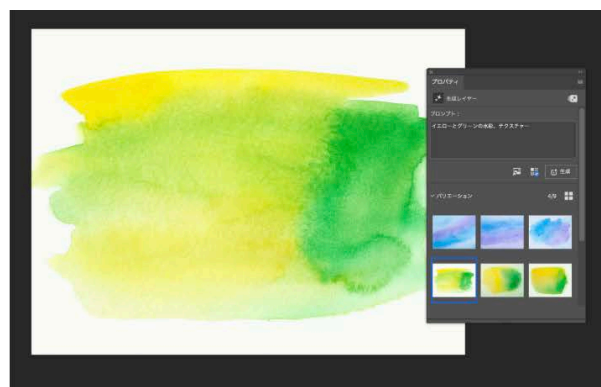 プロパティ
生成レイヤー
プロンプト：
イエローとグリーンの水彩、テクスチャー
生成
バリエーション
4/9